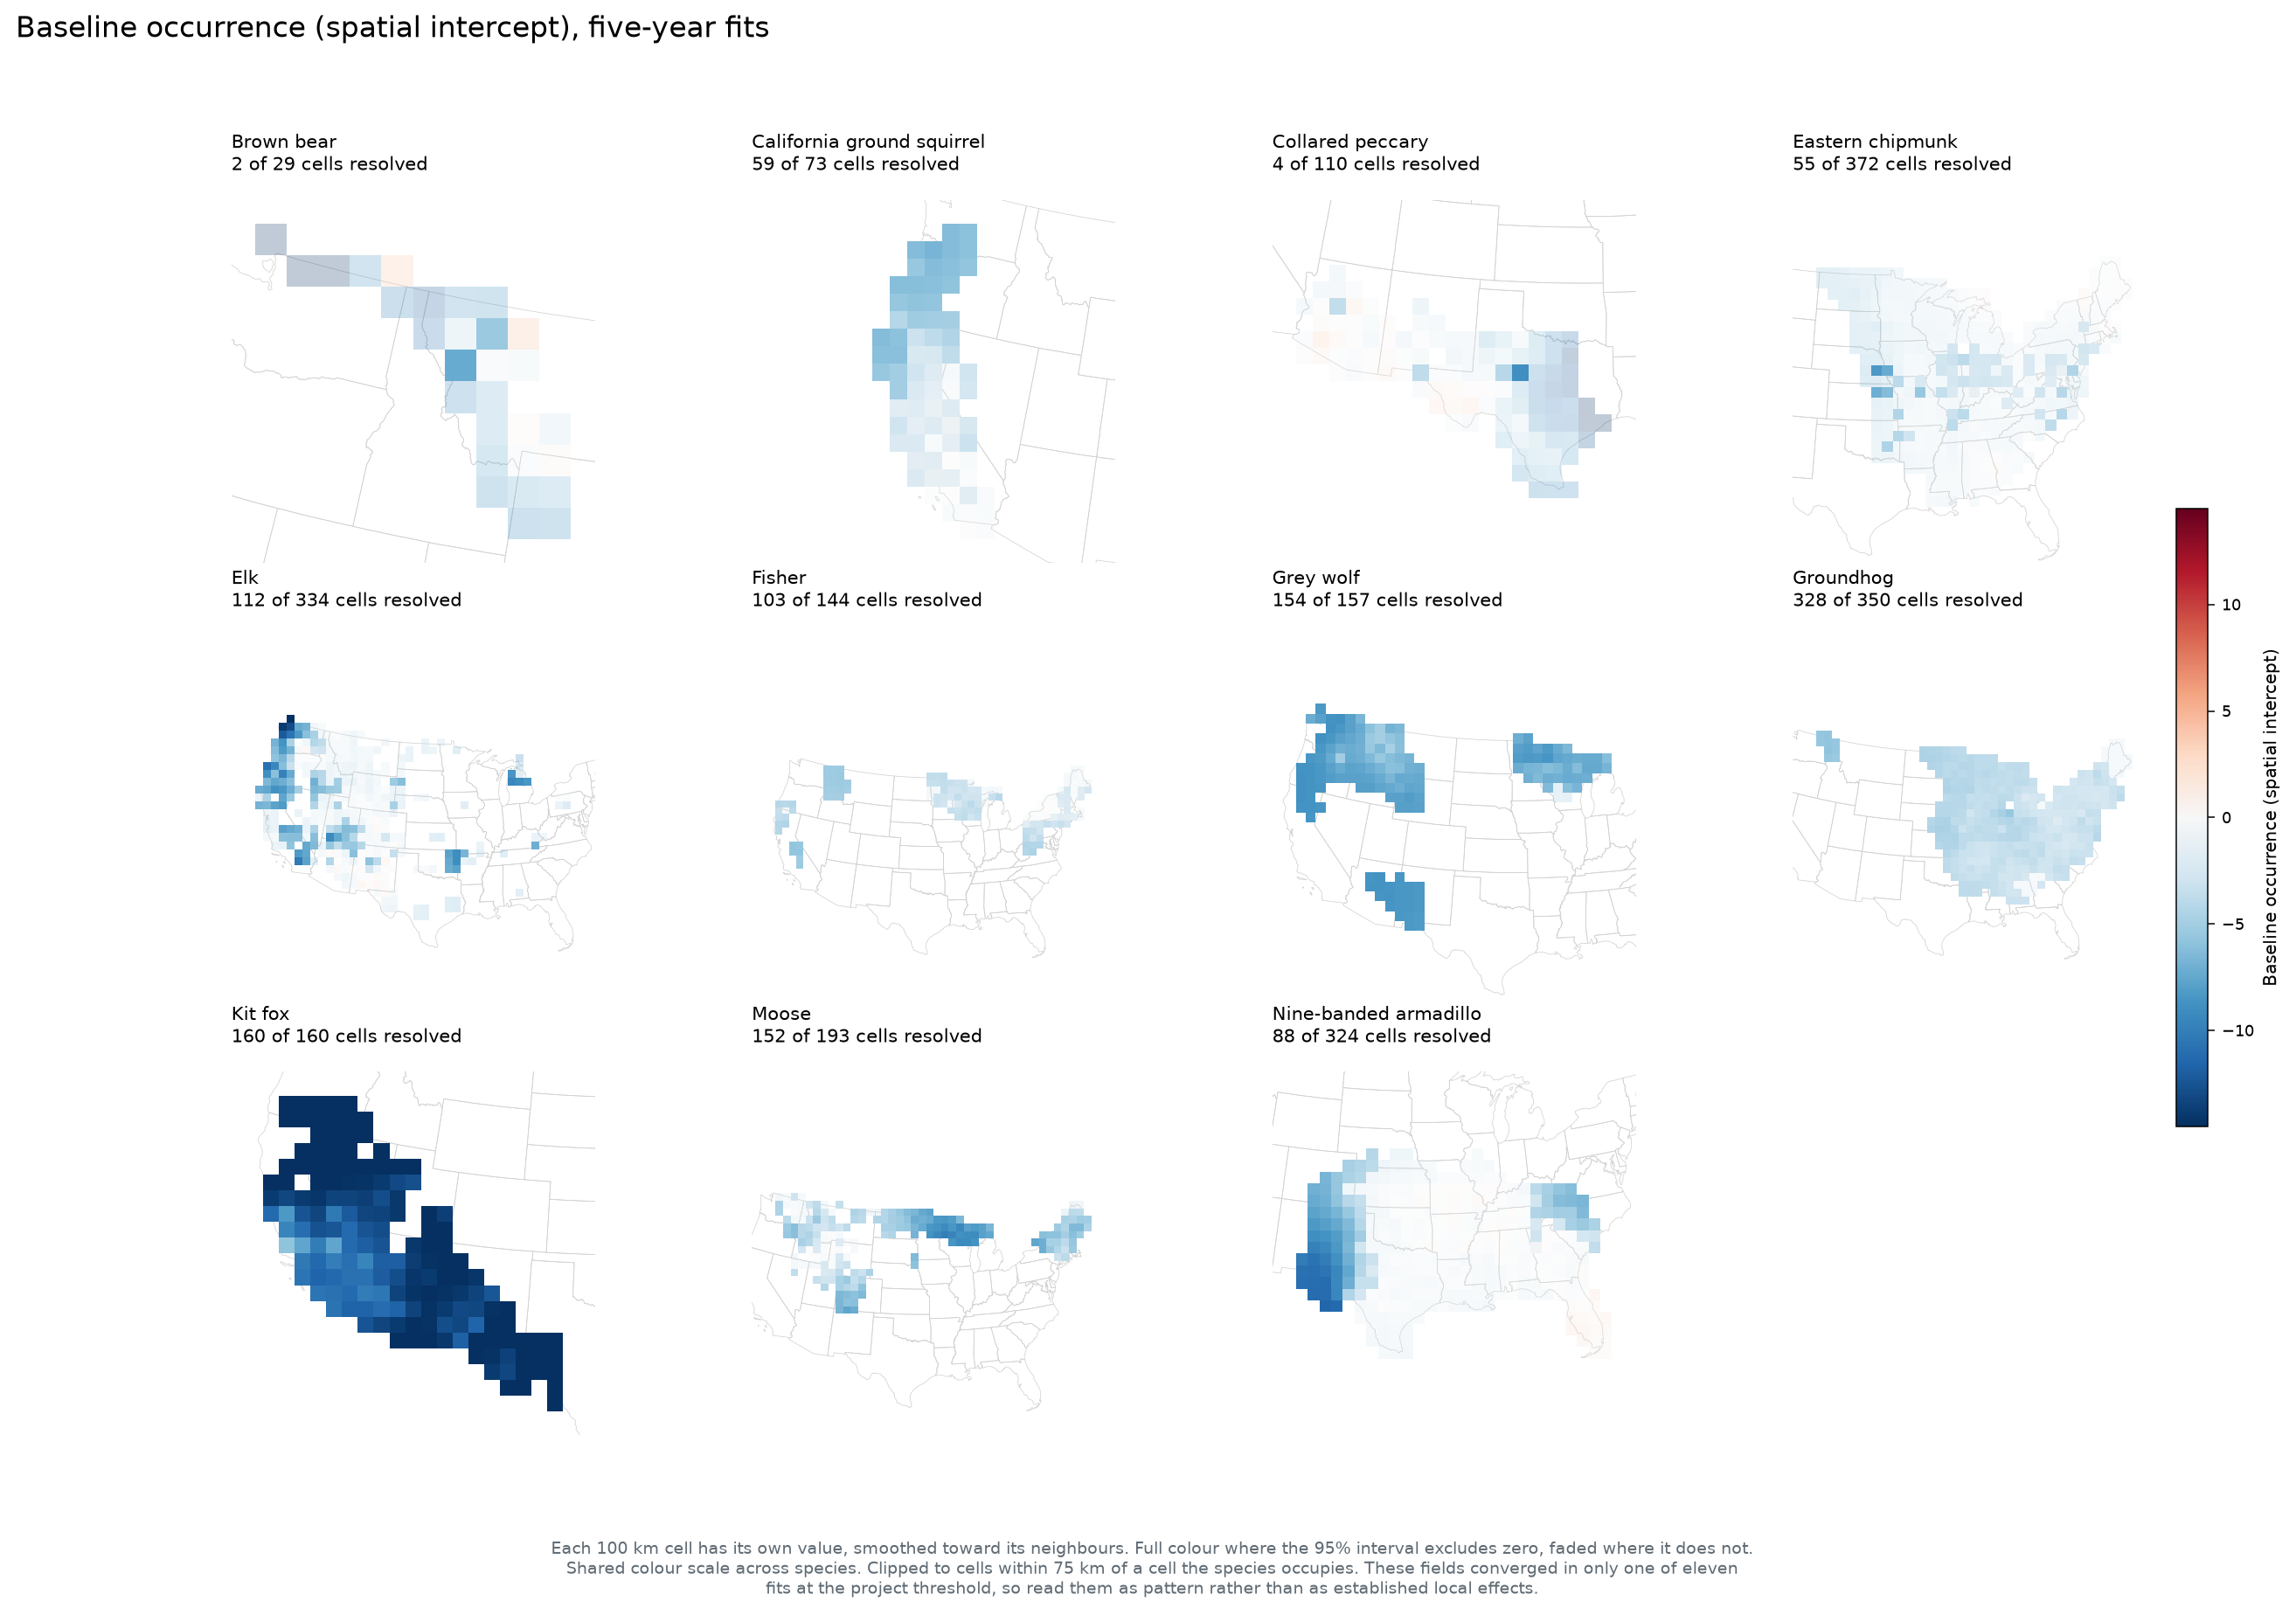 Baseline occurrence (spatial intercept), five-year fits
Brown bear
2 of 29 cells resolved
California ground squirrel
59 of 73 cells resolved
Collared peccary
4 of 110 cells resolved
Eastern chipmunk
55 of 372 cells resolved
Elk
112 of 334 cells resolved
Fisher
103 of 144 cells resolved
Grey wolf
154 of 157 cells resolved
Groundhog
328 of 350 cells resolved
10
5
0
−5
−10
Baseline occurrence (spatial intercept)
Kit fox
160 of 160 cells resolved
Moose
152 of 193 cells resolved
Nine-banded armadillo
88 of 324 cells resolved
Each 100 km cell has its own value, smoothed toward its neighbours. Full colour where the 95% interval excludes zero, faded where it does not.
Shared colour scale across species. Clipped to cells within 75 km of a cell the species occupies. These fields converged in only one of eleven
fits at the project threshold, so read them as pattern rather than as established local effects.